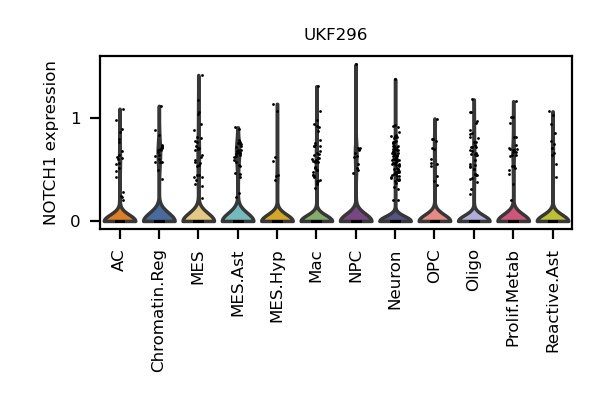 UKF296
NOTCH1 expression
1
0
AC
Chromatin.Reg
MES
MES.Ast
MES.Hyp
Mac
NPC
Neuron
OPC
Oligo
Prolif.Metab
Reactive.Ast